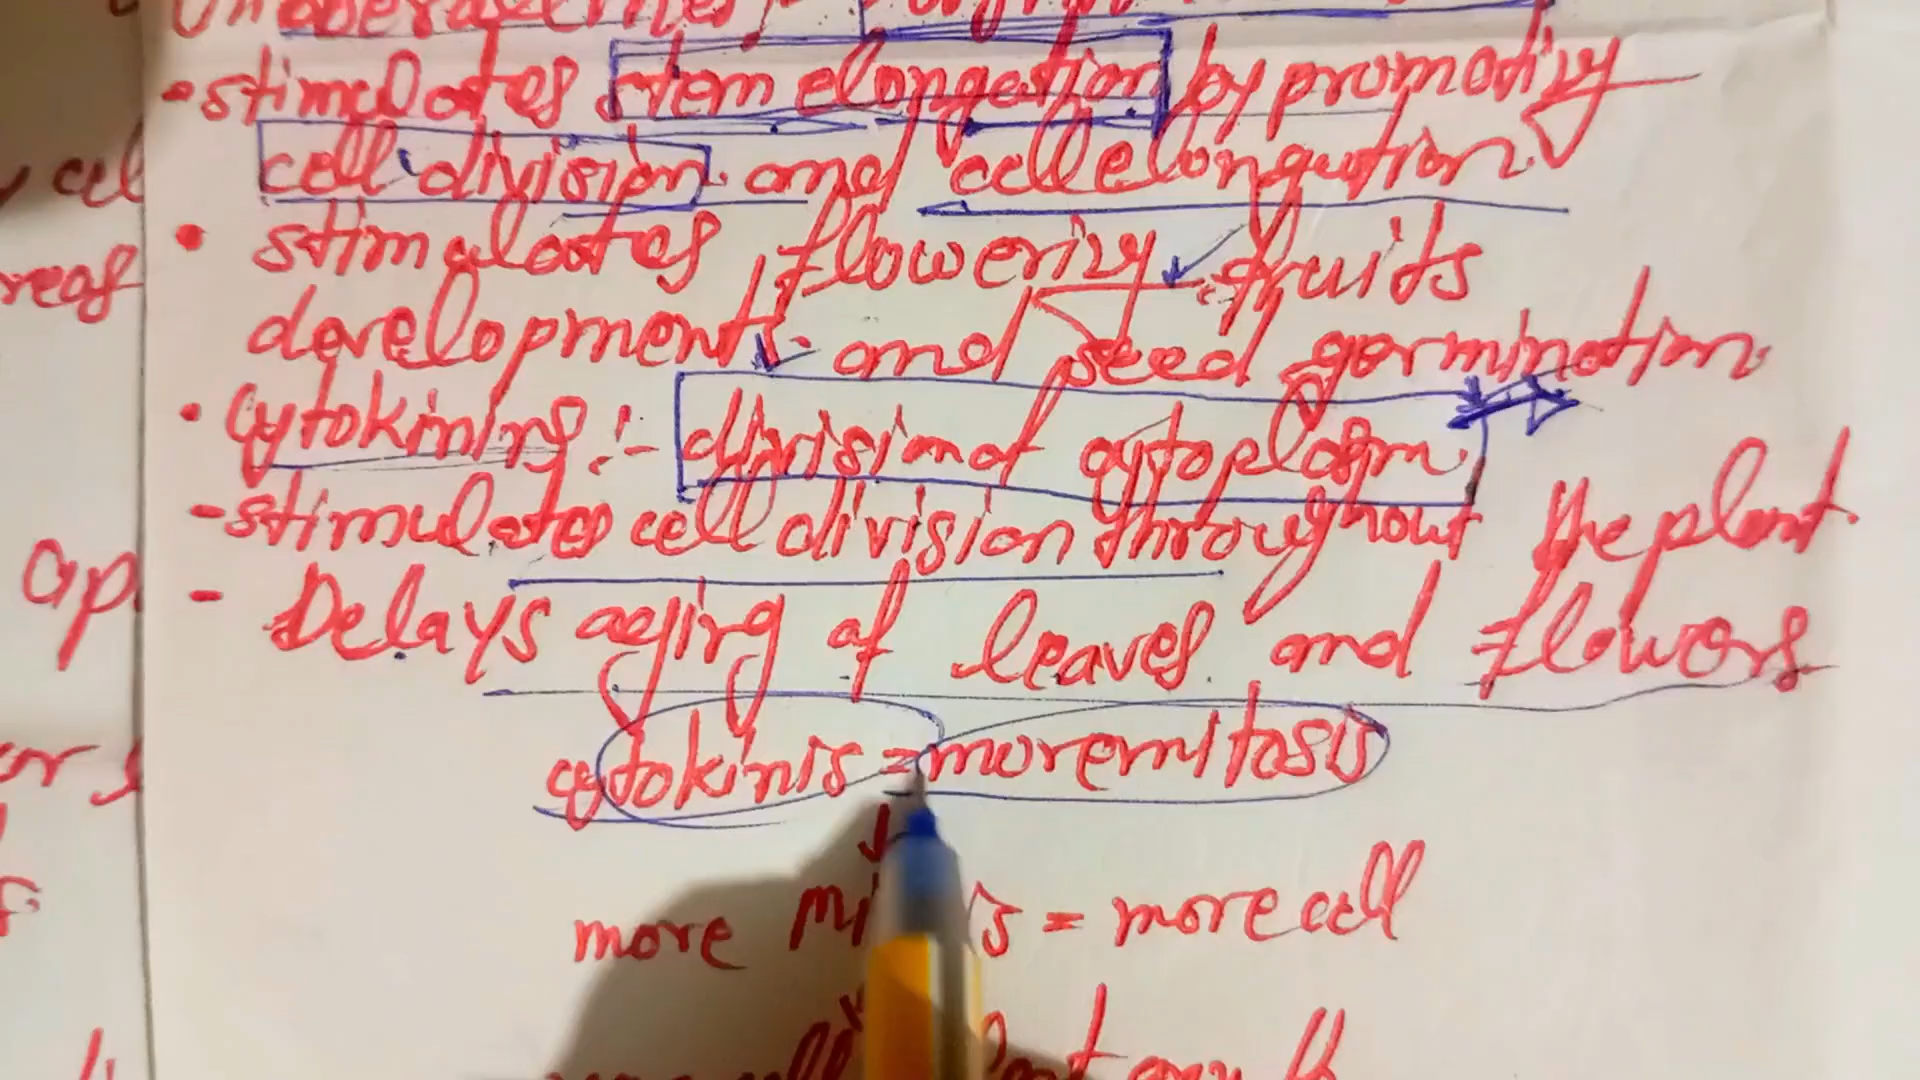 • stimulates stem elongation by promoting
cell division and cell elongation
• stimulates flowering fruits
development and seed germination
• cytokinins :- division of cytoplasm
- stimulates cell division throughout the plant
- Delays aging of leaves and flowers
cytokinis = more mitosis
more = more cell